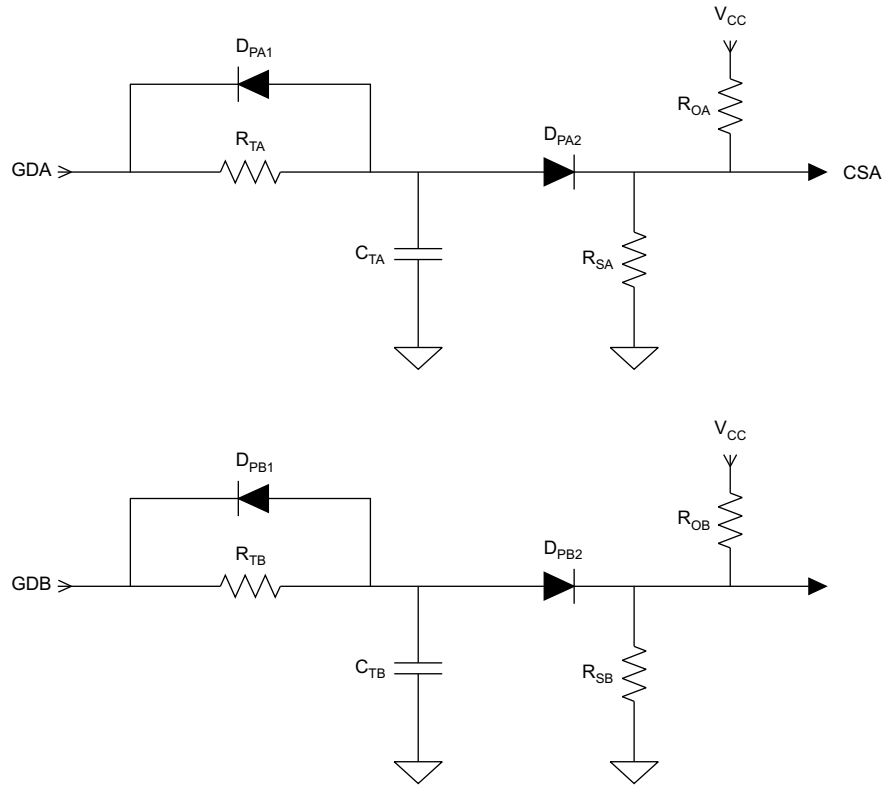 V_CC
D_PA1
R_OA
R_TA
D_PA2
GDA
CSA
C_TA
R_SA
V_CC
D_PB1
R_OB
R_TB
D_PB2
GDB
C_TB
R_SB